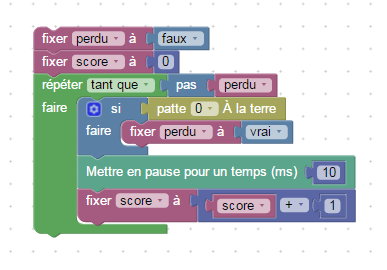 fixer perdu à faux
fixer score à 0
répéter tant que pas perdu
faire si patte 0 À la terre
faire fixer perdu à vrai
Mettre en pause pour un temps (ms) 10
fixer score à score + 1